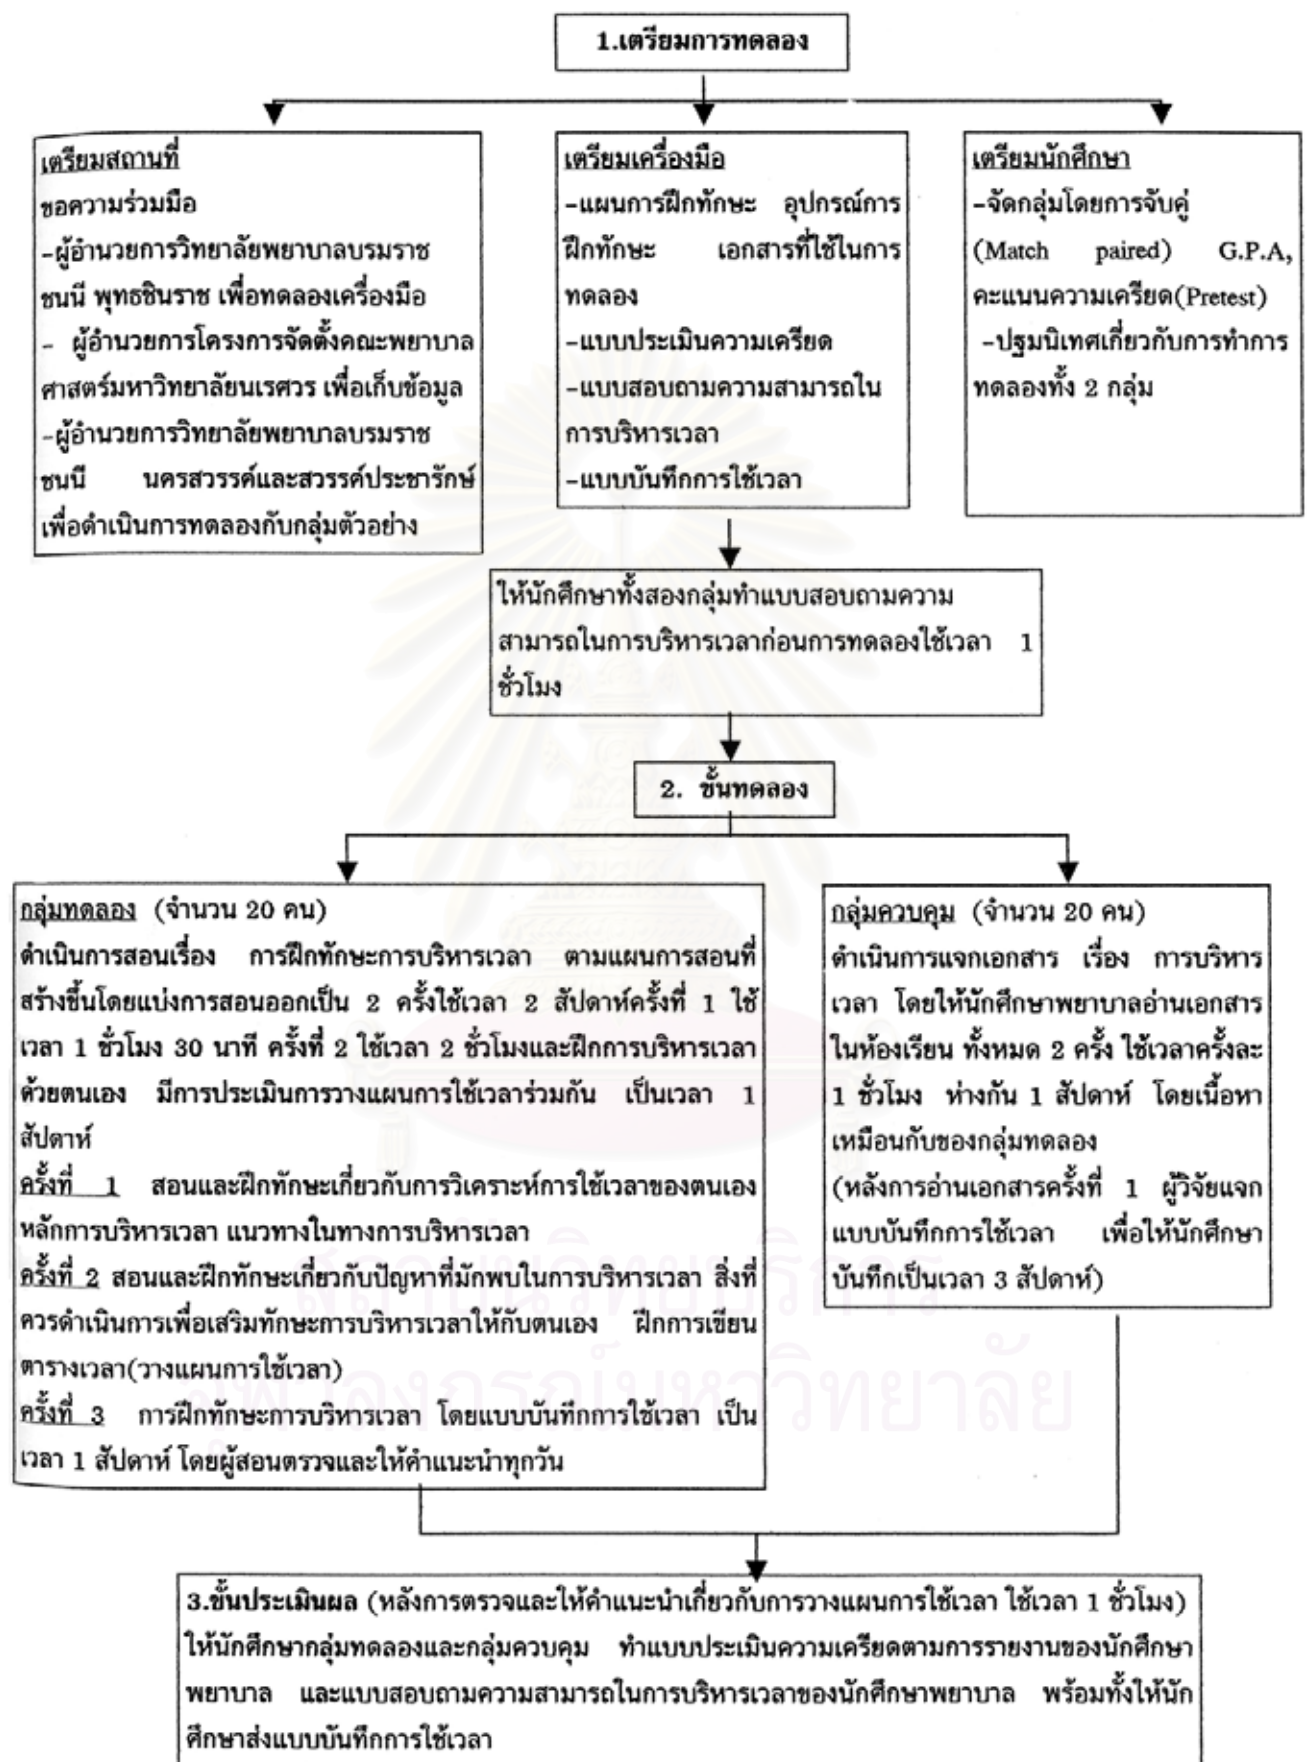 1.เตรียมการทดลอง
เตรียมสถานที่
ขอความร่วมมือ
-ผู้อำนวยการวิทยาลัยพยาบาลบรมราช
ชนนี พุทธชินราช เพื่อทดลองเครื่องมือ
- ผู้อำนวยการโครงการจัดตั้งคณะพยาบาล
ศาสตร์มหาวิทยาลัยนเรศวร เพื่อเก็บข้อมูล
-ผู้อำนวยการวิทยาลัยพยาบาลบรมราช
ชนนี นครสวรรค์และสวรรค์ประชารักษ์
เพื่อดำเนินการทดลองกับกลุ่มตัวอย่าง
เตรียมเครื่องมือ
-แผนการฝึกทักษะ อุปกรณ์การ
ฝึกทักษะ เอกสารที่ใช้ในการ
ทดลอง
-แบบประเมินความเครียด
-แบบสอบถามความสามารถใน
การบริหารเวลา
-แบบบันทึกการใช้เวลา
เตรียมนักศึกษา
-จัดกลุ่มโดยการจับคู่
(Match paired) G.P.A,
คะแนนความเครียด(Pretest)
-ปฐมนิเทศเกี่ยวกับการทำการ
ทดลองทั้ง 2 กลุ่ม
ให้นักศึกษาทั้งสองกลุ่มทำแบบสอบถามความ
สามารถในการบริหารเวลาก่อนการทดลองใช้เวลา 1
ชั่วโมง
2. ขั้นทดลอง
กลุ่มทดลอง (จำนวน 20 คน)
ดำเนินการสอนเรื่อง การฝึกทักษะการบริหารเวลา ตามแผนการสอนที่
สร้างขึ้นโดยแบ่งการสอนออกเป็น 2 ครั้งใช้เวลา 2 สัปดาห์ครั้งที่ 1 ใช้
เวลา 1 ชั่วโมง 30 นาที ครั้งที่ 2 ใช้เวลา 2 ชั่วโมงและฝึกการบริหารเวลา
ด้วยตนเอง มีการประเมินการวางแผนการใช้เวลาร่วมกัน เป็นเวลา 1
สัปดาห์
ครั้งที่ 1 สอนและฝึกทักษะเกี่ยวกับการวิเคราะห์การใช้เวลาของตนเอง
หลักการบริหารเวลา แนวทางในทางการบริหารเวลา
ครั้งที่ 2 สอนและฝึกทักษะเกี่ยวกับปัญหาที่มักพบในการบริหารเวลา สิ่งที่
ควรดำเนินการเพื่อเสริมทักษะการบริหารเวลาให้กับตนเอง ฝึกการเขียน
ตารางเวลา(วางแผนการใช้เวลา)
ครั้งที่ 3 การฝึกทักษะการบริหารเวลา โดยแบบบันทึกการใช้เวลา เป็น
เวลา 1 สัปดาห์ โดยผู้สอนตรวจและให้คำแนะนำทุกวัน
กลุ่มควบคุม (จำนวน 20 คน)
ดำเนินการแจกเอกสาร เรื่อง การบริหาร
เวลา โดยให้นักศึกษาพยาบาลอ่านเอกสาร
ในห้องเรียน ทั้งหมด 2 ครั้ง ใช้เวลาครั้งละ
1 ชั่วโมง ห่างกัน 1 สัปดาห์ โดยเนื้อหา
เหมือนกับของกลุ่มทดลอง
(หลังการอ่านเอกสารครั้งที่ 1 ผู้วิจัยแจก
แบบบันทึกการใช้เวลา เพื่อให้นักศึกษา
บันทึกเป็นเวลา 3 สัปดาห์)
สถาบันวิทยบริการ
จุฬาลงกรณ์มหาวิทยาลัย
3.ขั้นประเมินผล (หลังการตรวจและให้คำแนะนำเกี่ยวกับการวางแผนการใช้เวลา ใช้เวลา 1 ชั่วโมง)
ให้นักศึกษากลุ่มทดลองและกลุ่มควบคุม ทำแบบประเมินความเครียดตามการรายงานของนักศึกษา
พยาบาล และแบบสอบถามความสามารถในการบริหารเวลาของนักศึกษาพยาบาล พร้อมทั้งให้นัก
ศึกษาส่งแบบบันทึกการใช้เวลา